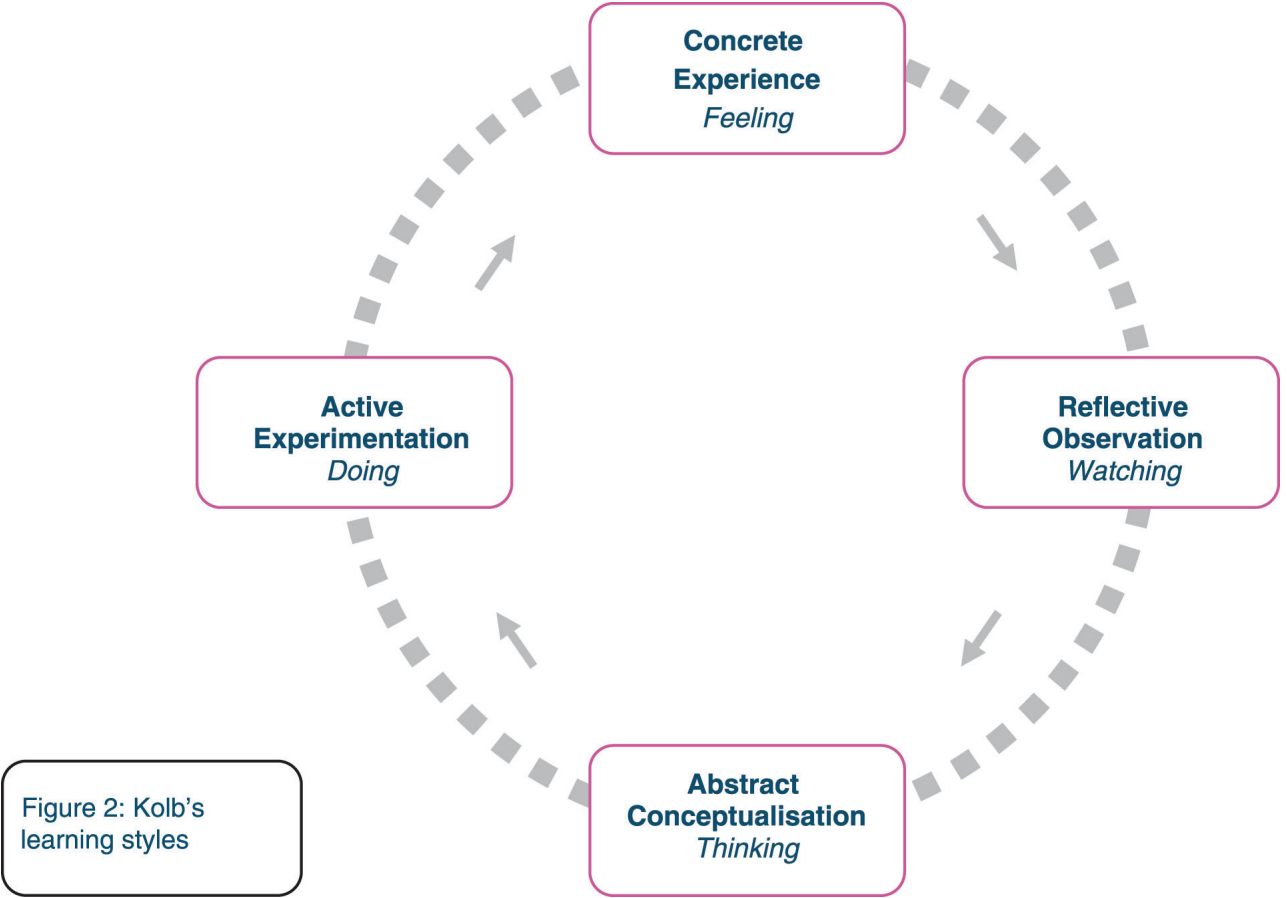 Concrete
Experience
Feeling
Active
Experimentation
Doing
Reflective
Observation
Watching
Abstract
Conceptualisation
Thinking
Figure 2: Kolb's
learning styles